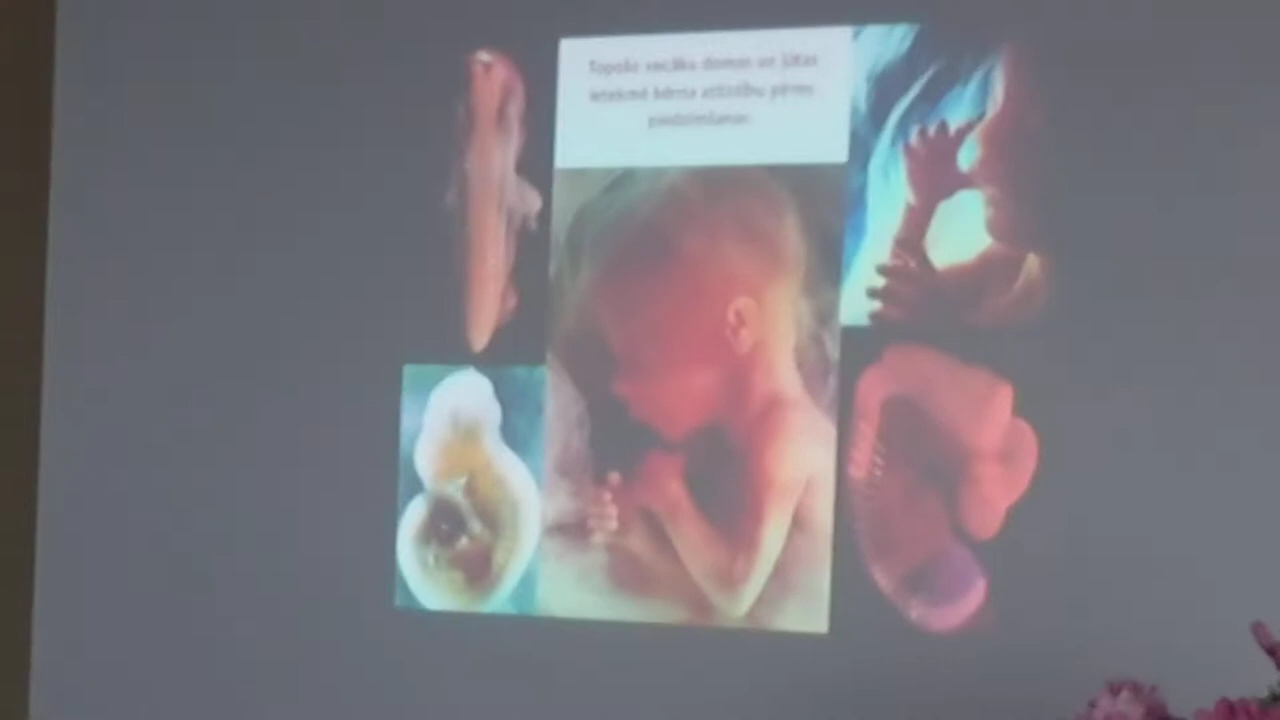 Topošo vecāku domas un jūtas
ietekmē bērna attīstību pirms
piedzimšanas.